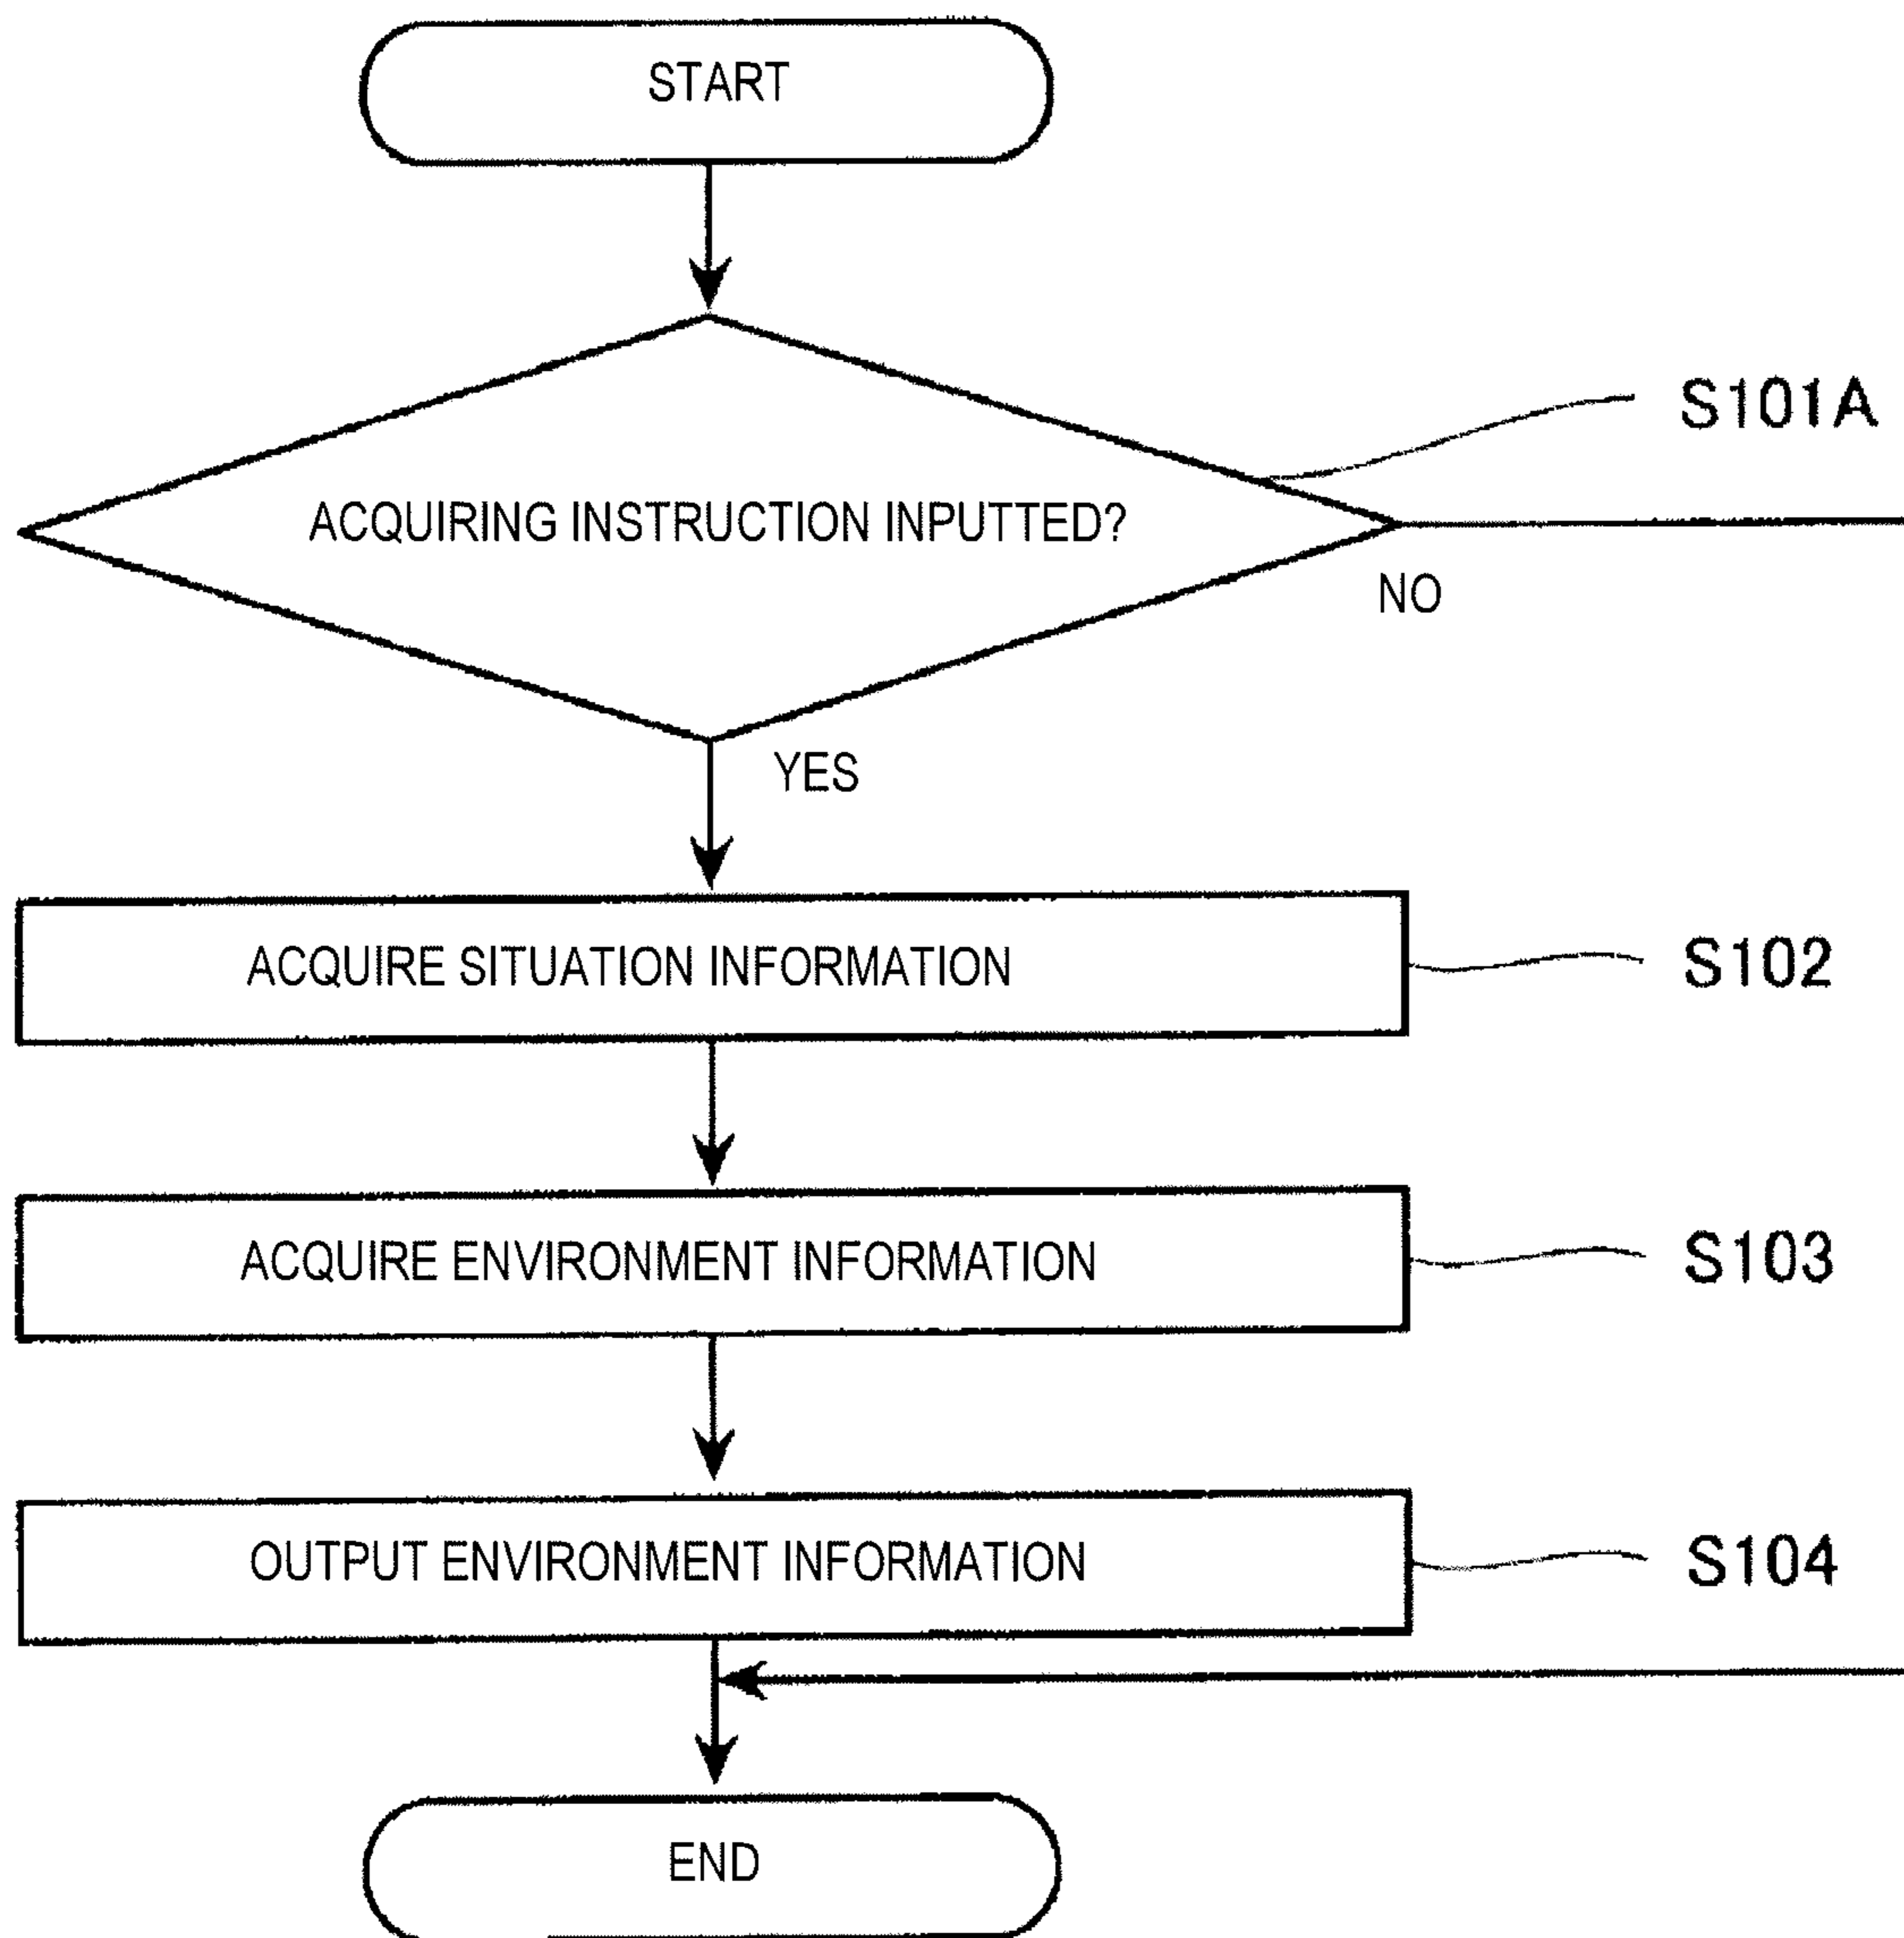 START
S101A
ACQUIRING INSTRUCTION INPUTTED?
NO
YES
ACQUIRE SITUATION INFORMATION
S102
ACQUIRE ENVIRONMENT INFORMATION
S103
OUTPUT ENVIRONMENT INFORMATION
S104
END